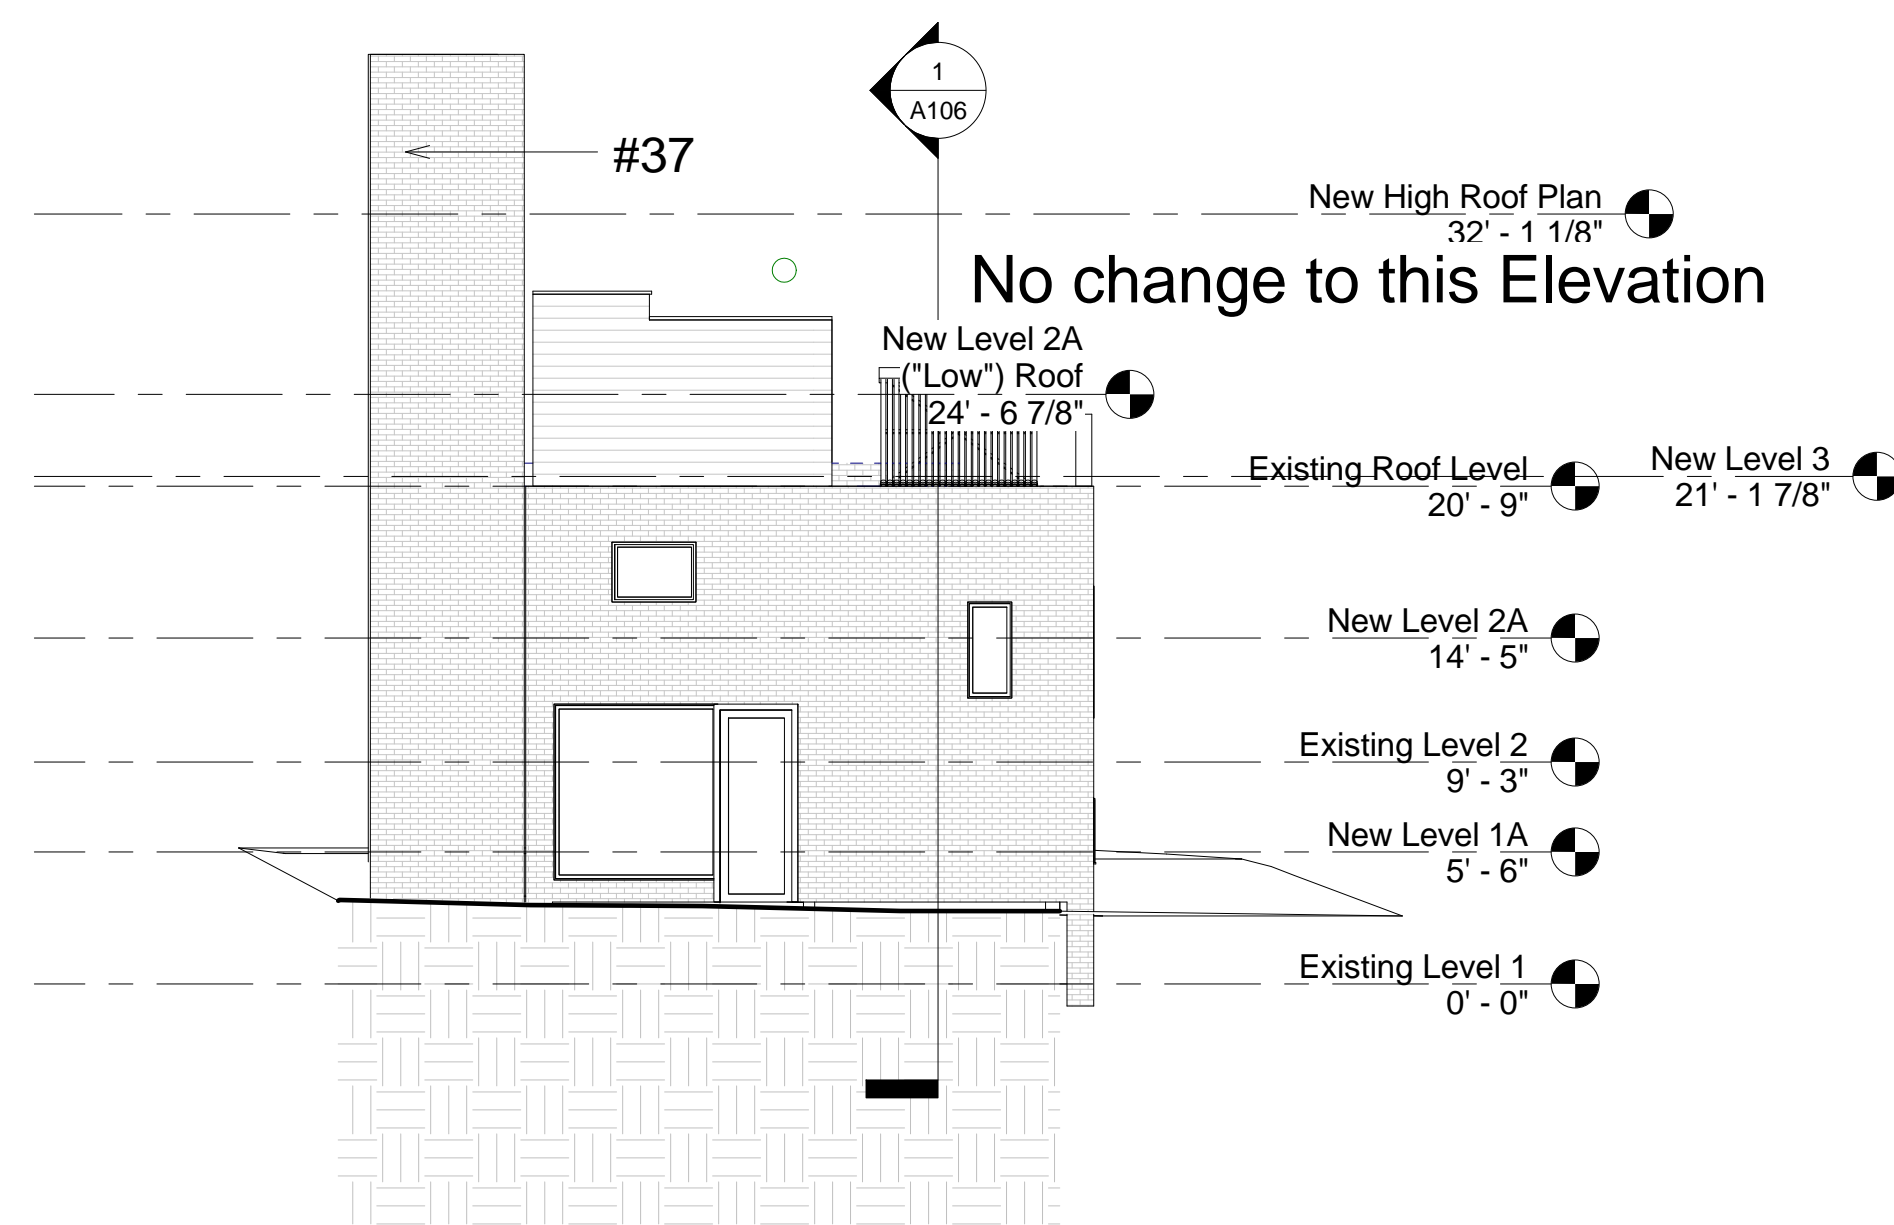 1
A106
#37
New High Roof Plan
32' - 1 1/8"
No change to this Elevation
New Level 2A
("Low") Roof
24' - 6 7/8"
Existing Roof Level
20' - 9"
New Level 3
21' - 1 7/8"
New Level 2A
14' - 5"
Existing Level 2
9' - 3"
New Level 1A
5' - 6"
Existing Level 1
0' - 0"